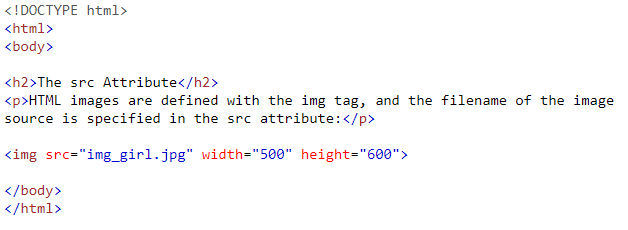 <!DOCTYPE html>
<html>
<body>
<h2>The src Attribute</h2>
<p>HTML images are defined with the img tag, and the filename of the image
source is specified in the src attribute:</p>
<img src="img_girl.jpg" width="500" height="600">
</body>
</html>